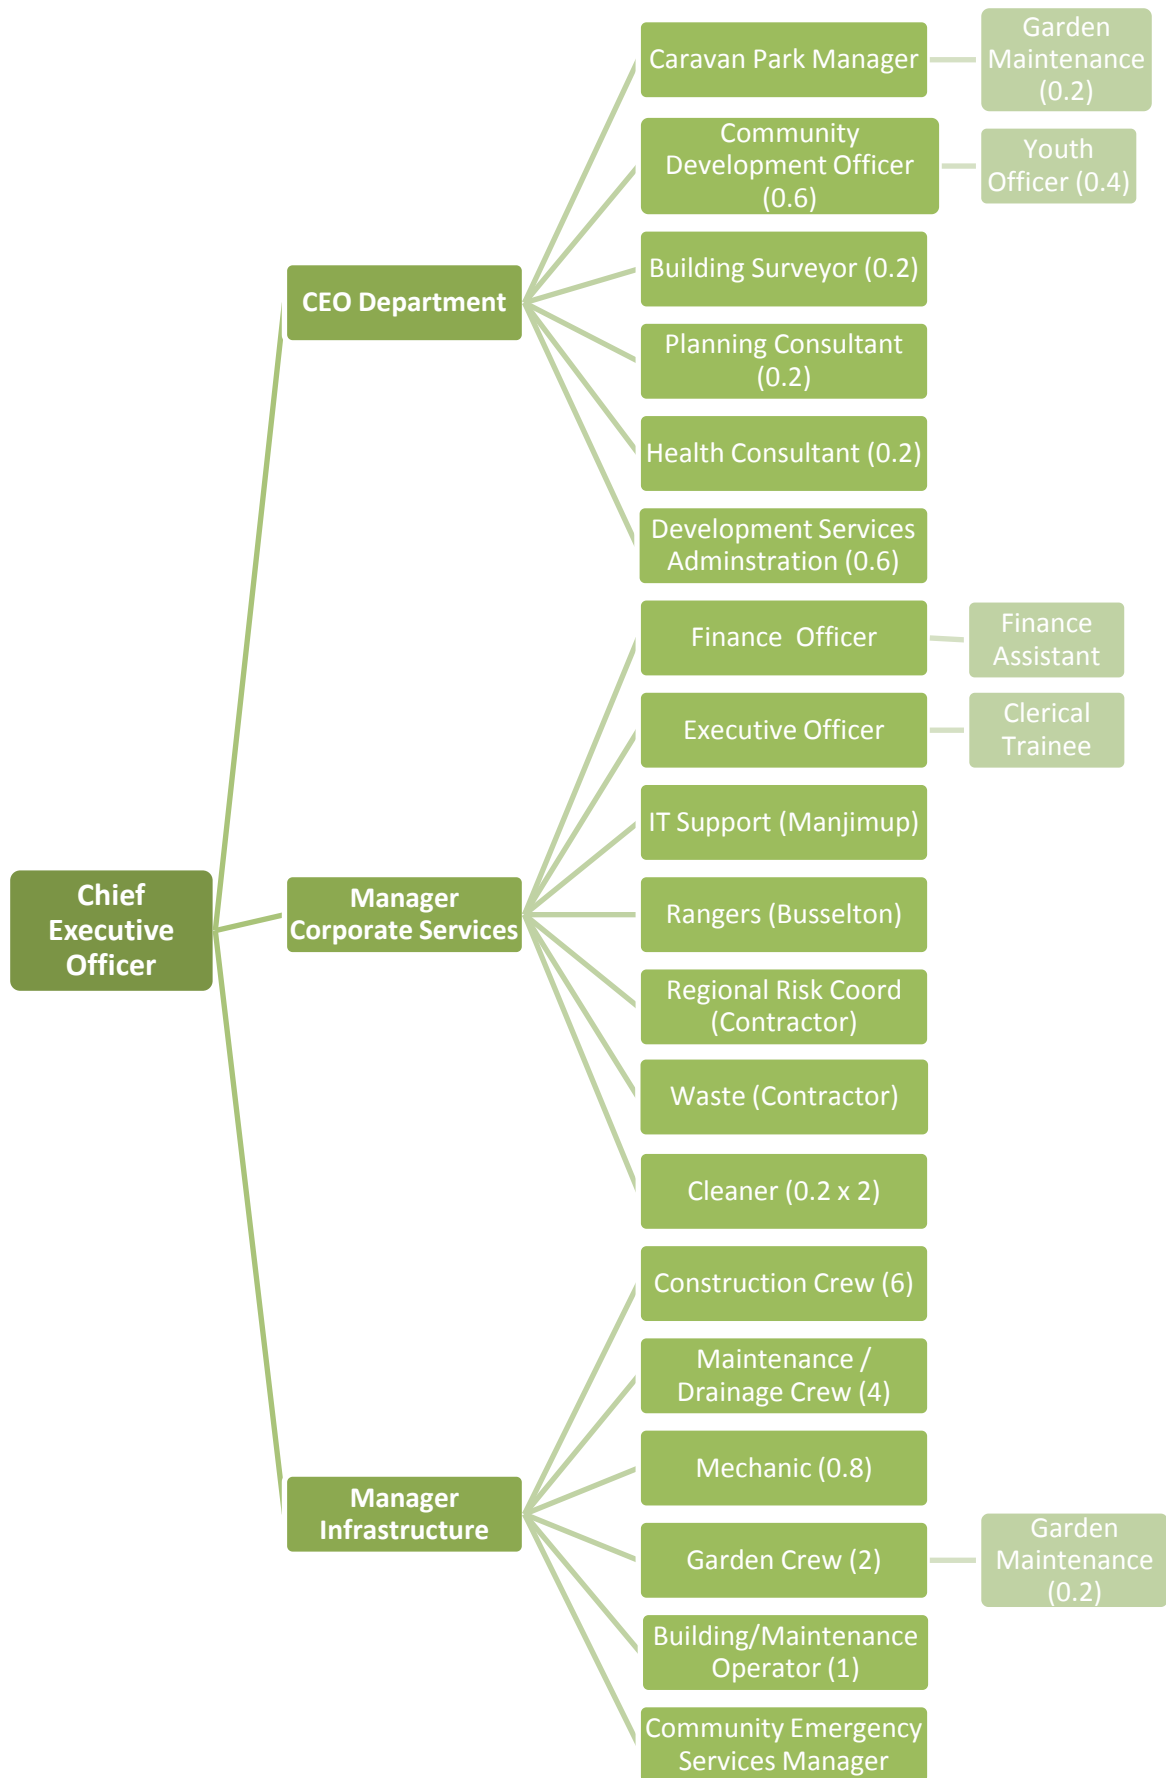 Chief
Executive
Officer
CEO Department
Caravan Park Manager
Garden
Maintenance
(0.2)
Community
Development Officer
(0.6)
Youth
Officer (0.4)
Building Surveyor (0.2)
Planning Consultant
(0.2)
Health Consultant (0.2)
Development Services
Adminstration (0.6)
Manager
Corporate Services
Finance  Officer
Finance
Assistant
Executive Officer
Clerical
Trainee
IT Support (Manjimup)
Rangers (Busselton)
Regional Risk Coord
(Contractor)
Waste (Contractor)
Cleaner (0.2 x 2)
Manager
Infrastructure
Construction Crew (6)
Maintenance /
Drainage Crew (4)
Mechanic (0.8)
Garden Crew (2)
Garden
Maintenance
(0.2)
Building/Maintenance
Operator (1)
Community Emergency
Services Manager